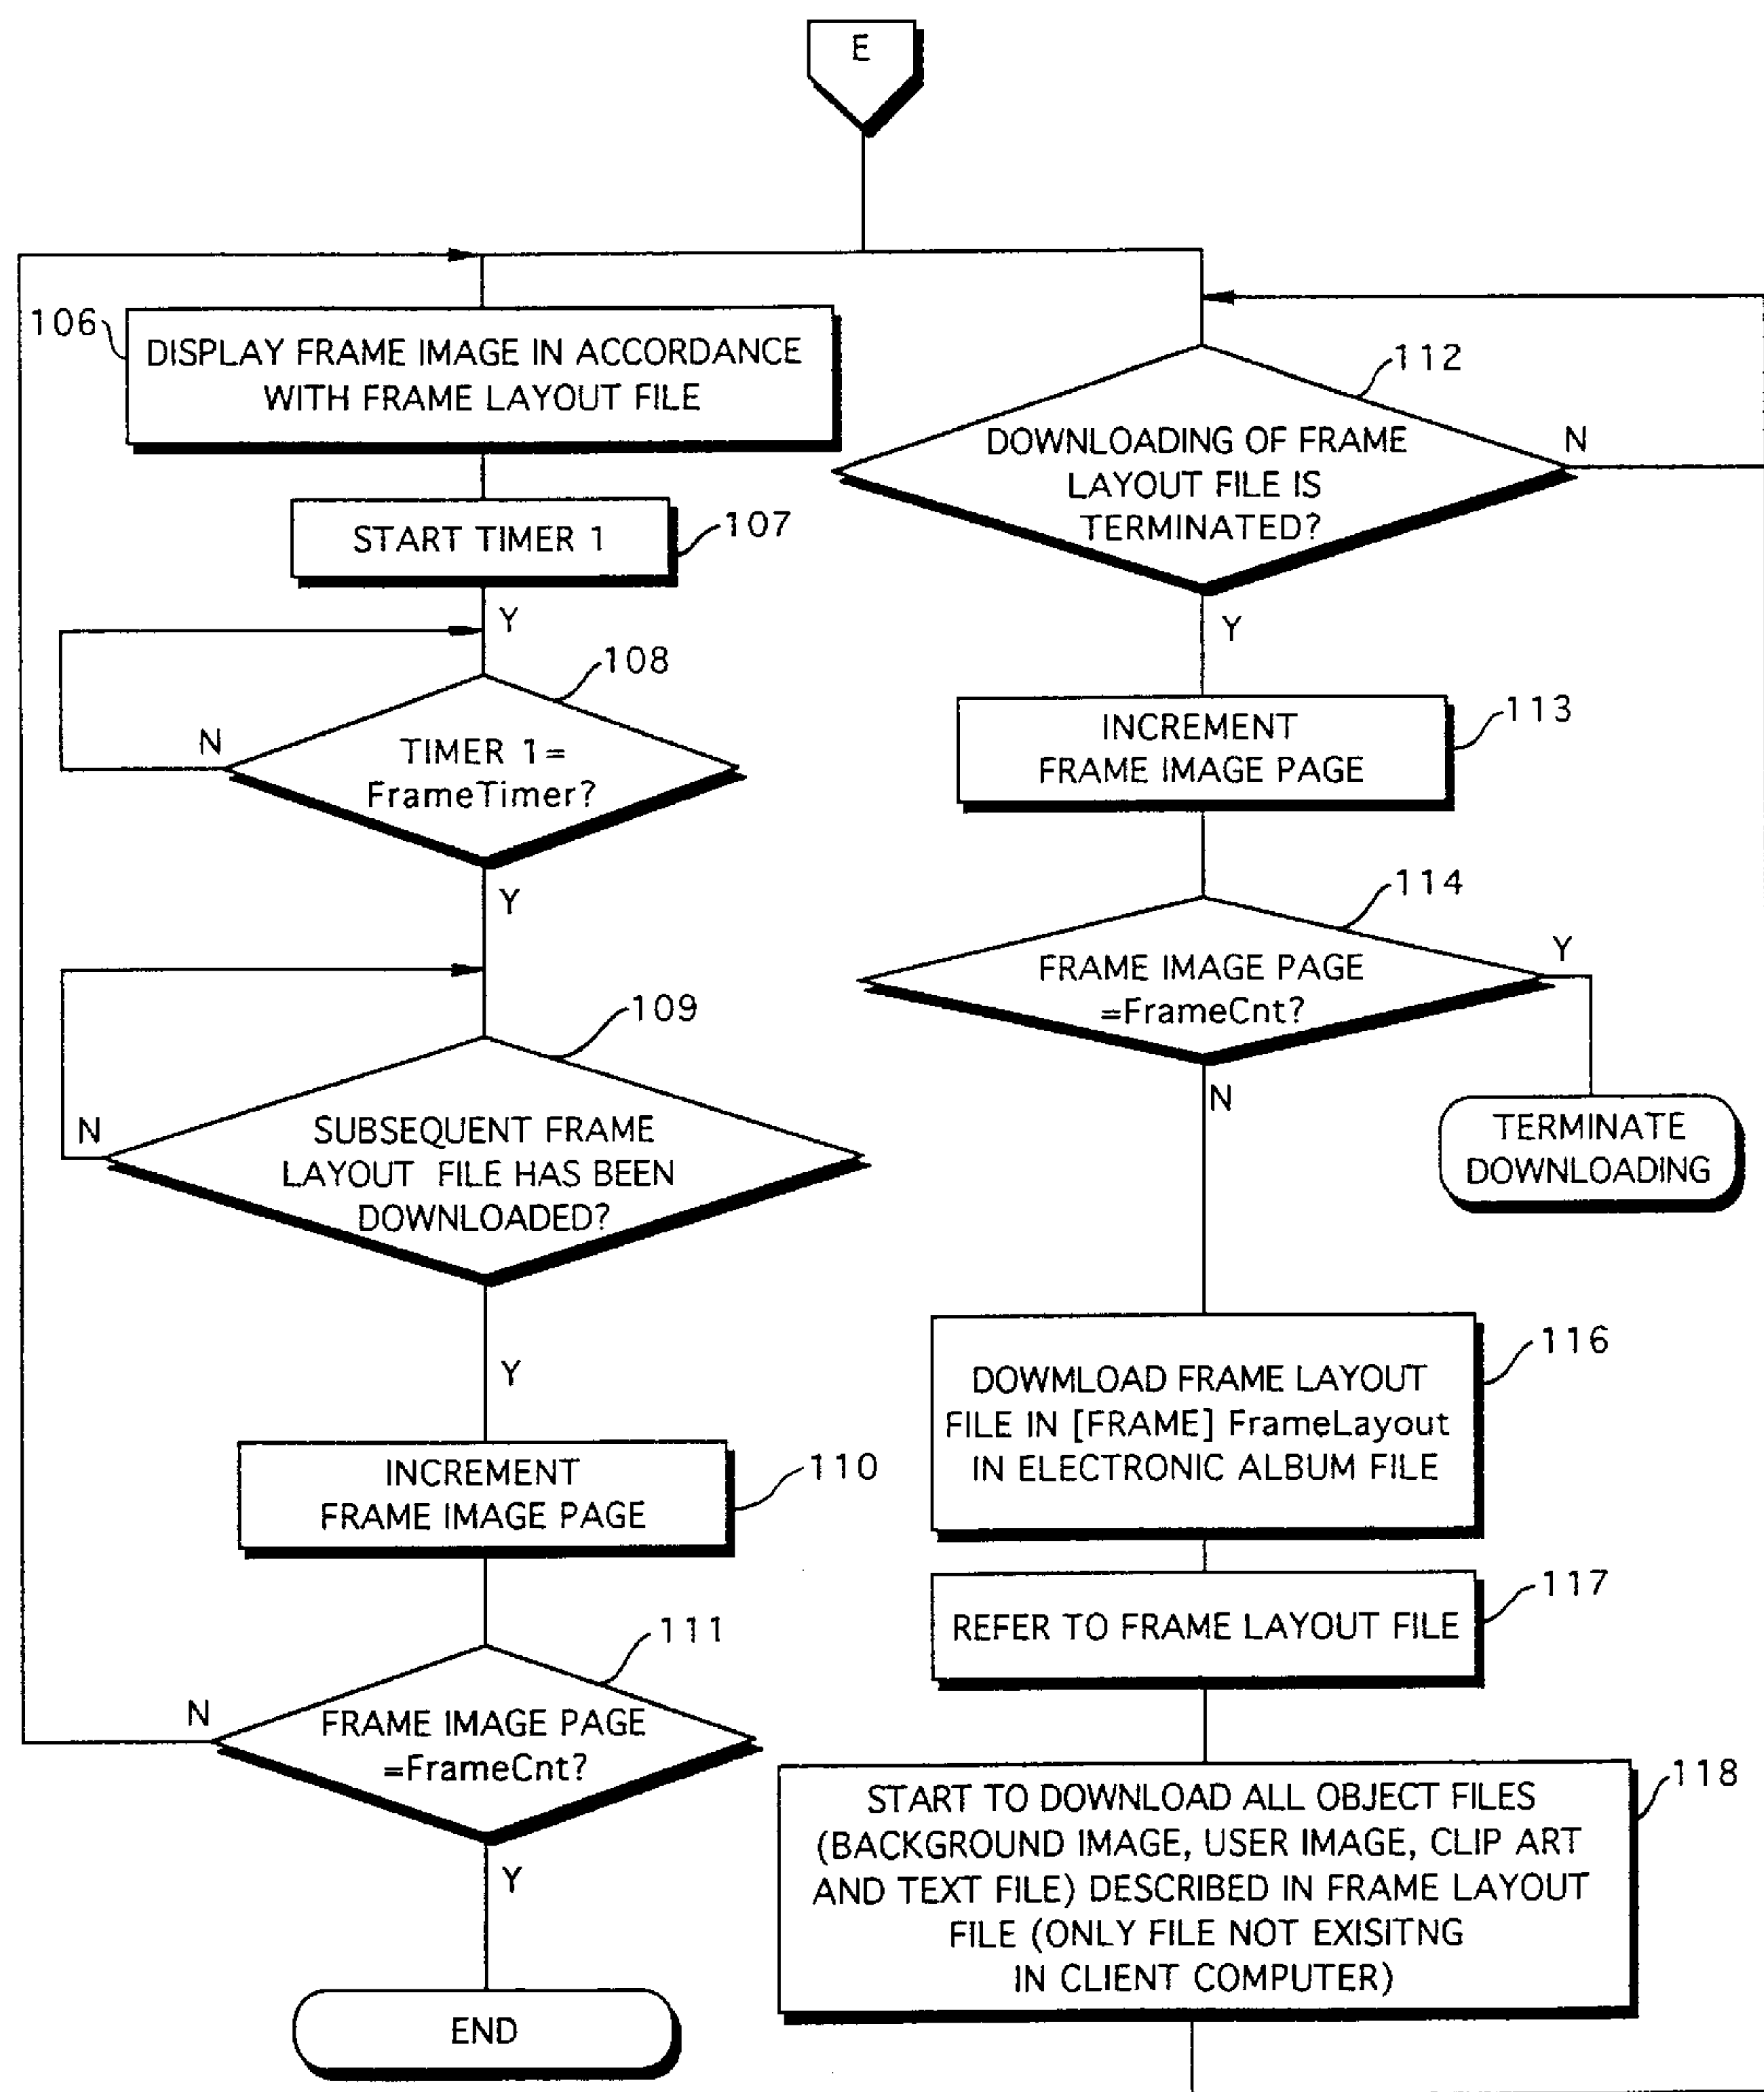 E
106
DISPLAY FRAME IMAGE IN ACCORDANCE
WITH FRAME LAYOUT FILE
START TIMER 1
107
Y
108
N
TIMER 1=
FrameTimer?
Y
109
N
SUBSEQUENT FRAME
LAYOUT FILE HAS BEEN
DOWNLOADED?
Y
INCREMENT
FRAME IMAGE PAGE
110
111
N
FRAME IMAGE PAGE
=FrameCnt?
Y
END
112
DOWNLOADING OF FRAME
LAYOUT FILE IS
TERMINATED?
N
Y
INCREMENT
FRAME IMAGE PAGE
113
114
FRAME IMAGE PAGE
=FrameCnt?
Y
N
TERMINATE
DOWNLOADING
116
DOWMLOAD FRAME LAYOUT
FILE IN [FRAME] FrameLayout
IN ELECTRONIC ALBUM FILE
117
REFER TO FRAME LAYOUT FILE
118
START TO DOWNLOAD ALL OBJECT FILES
(BACKGROUND IMAGE, USER IMAGE, CLIP ART
AND TEXT FILE) DESCRIBED IN FRAME LAYOUT
FILE (ONLY FILE NOT EXISITNG
IN CLIENT COMPUTER)